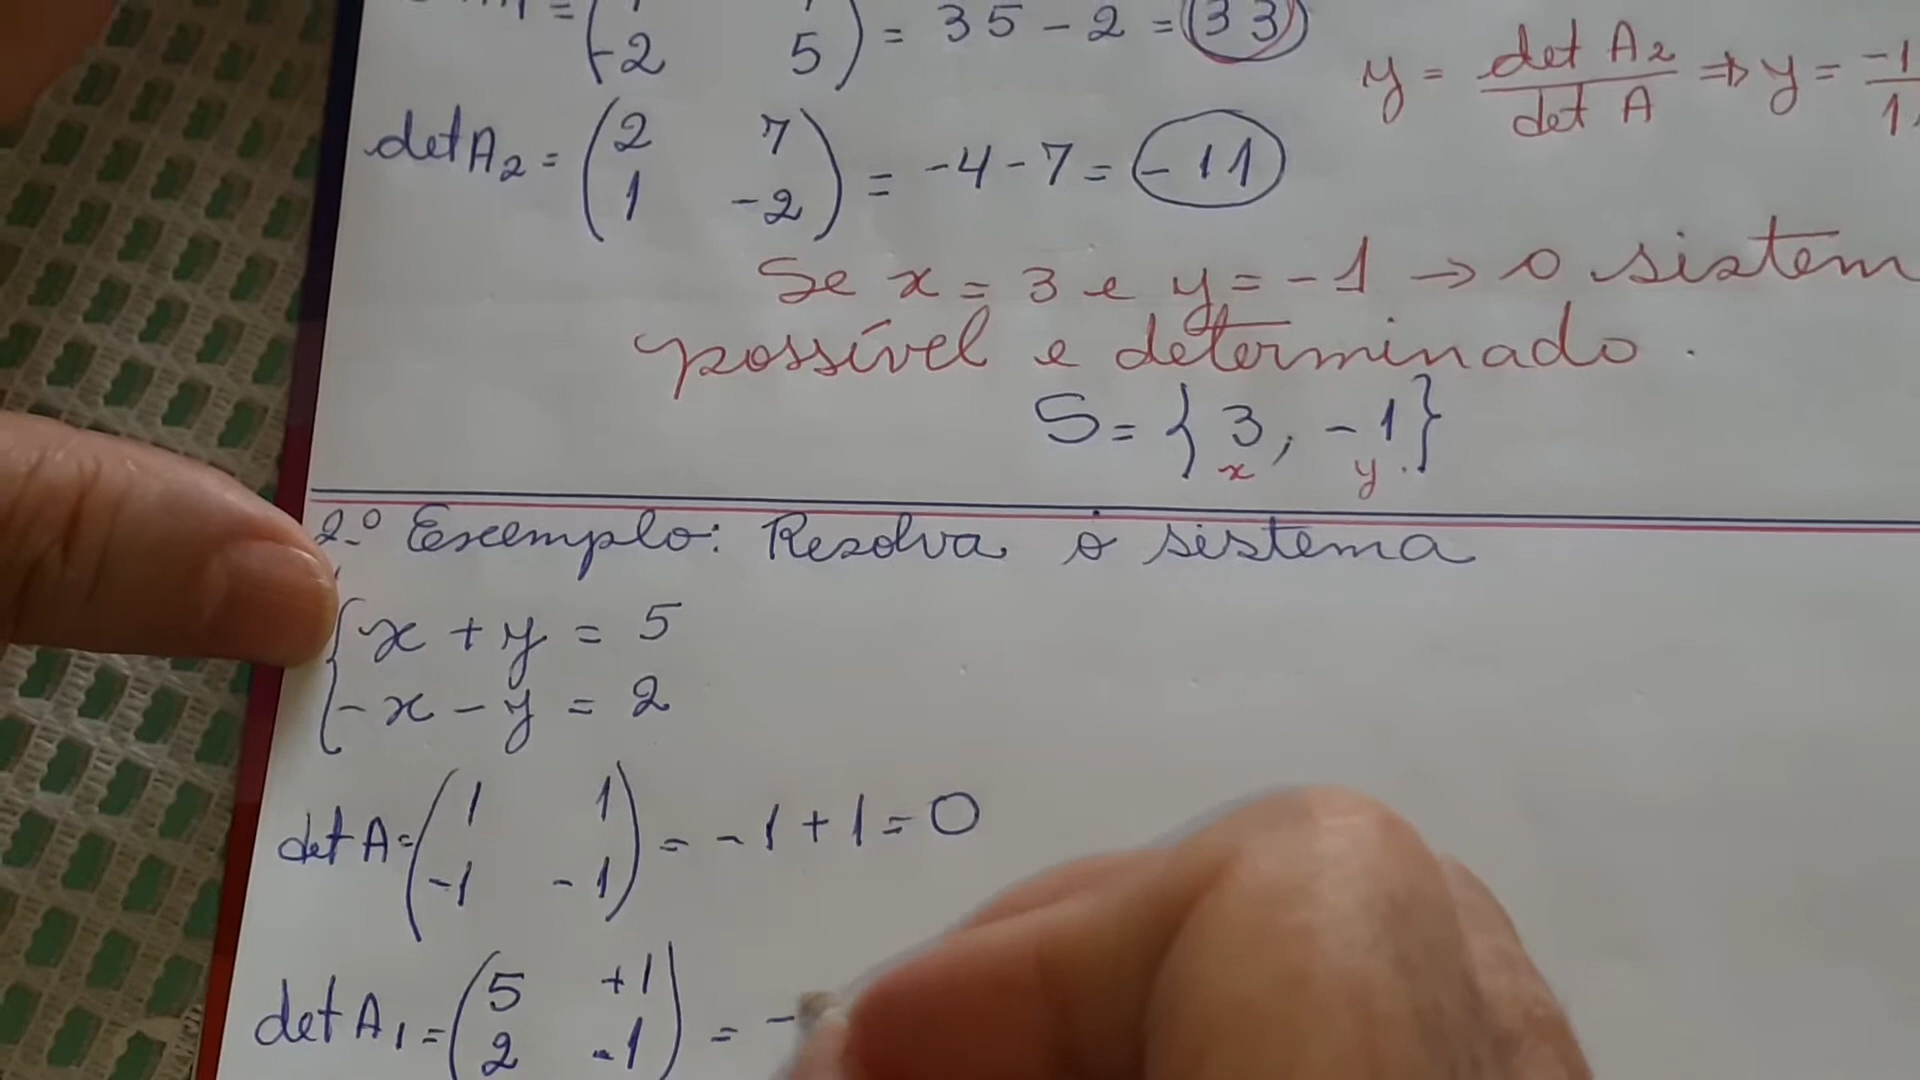 -2 5 = 35 - 2 = 33
y = det A2 / det A ⇒ y = -1
det A2 = ( 2 7
1 -2 ) = -4 - 7 = -11
Se x = 3 e y = -1 → o sistem
possível e determinado.
S = { 3, -1 }
x y
2º Exemplo: Resolva o sistema
{ x + y = 5
-x - y = 2
det A = ( 1 1
-1 -1 ) = -1 + 1 = 0
det A1 = ( 5 +1
2 -1 ) = -